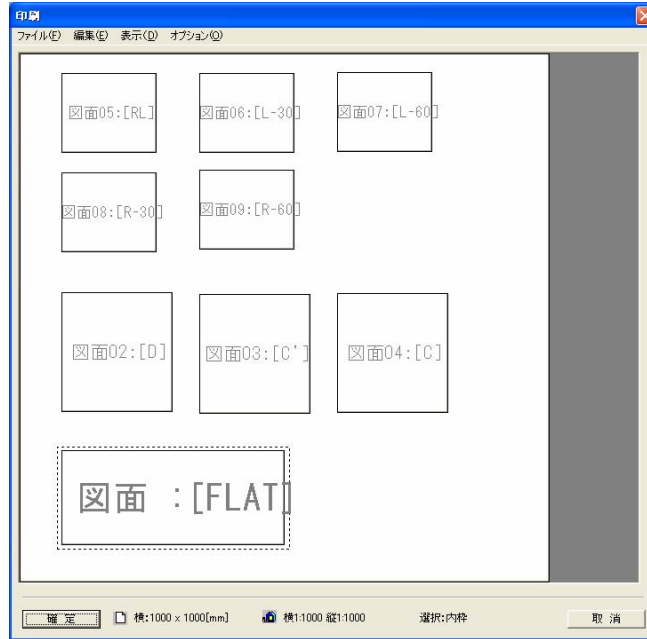 印刷
ファイル(F) 編集(E) 表示(D) オプション(O)
図面05:[RL] 図面06:[L-30] 図面07:[L-60]
図面08:[R-30] 図面09:[R-60]
図面02:[D] 図面03:[C'] 図面04:[C]
図面 :[FLAT]
確 定 横:1000 x 1000[mm] 横1:1000 縦1:1000 選択:内枠 取 消